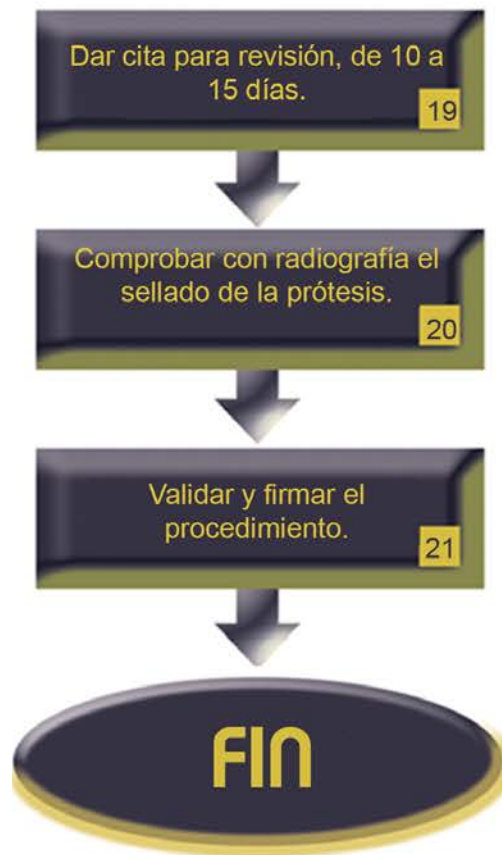 Dar cita para revisión, de 10 a
15 días.
19
Comprobar con radiografía el
sellado de la prótesis.
20
Validar y firmar el
procedimiento.
21
FIN